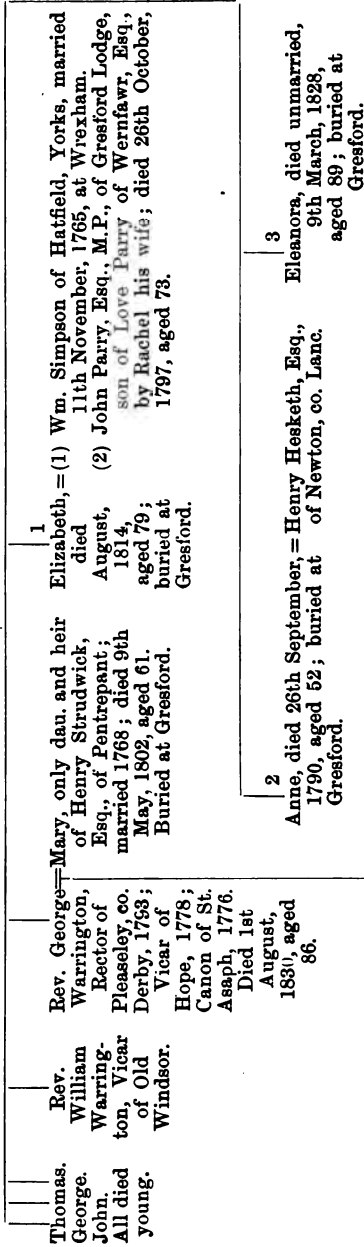 Thomas.
George.
John.
All died
young.
Rev.
William
Warring-
ton, Vicar
of Old
Windsor.
Rev. George=Mary, only dau. and heir
Warrington, of Henry Strudwick,
Rector of Esq., of Pentrepant;
Pleaseley, co. married 1768; died 9th
Derby, 1793; May, 1802, aged 61.
Vicar of Buried at Gresford.
Hope, 1778;
Canon of St.
Asaph, 1776.
Died 1st
August,
1830, aged
86.
1
Elizabeth,=(1) Wm. Simpson of Hatfield, Yorks, married
died 11th November, 1765, at Wrexham.
August, (2) John Parry, Esq., M.P., of Gresford Lodge,
1814, son of Love Parry of Wernfawr, Esq.,
aged 79; by Rachel his wife; died 26th October,
buried at 1797, aged 73.
Gresford.
2
Anne, died 26th September,=Henry Hesketh, Esq.,
1790, aged 52; buried at of Newton, co. Lanc.
Gresford.
3
Eleanora, died unmarried,
9th March, 1828,
aged 89; buried at
Gresford.